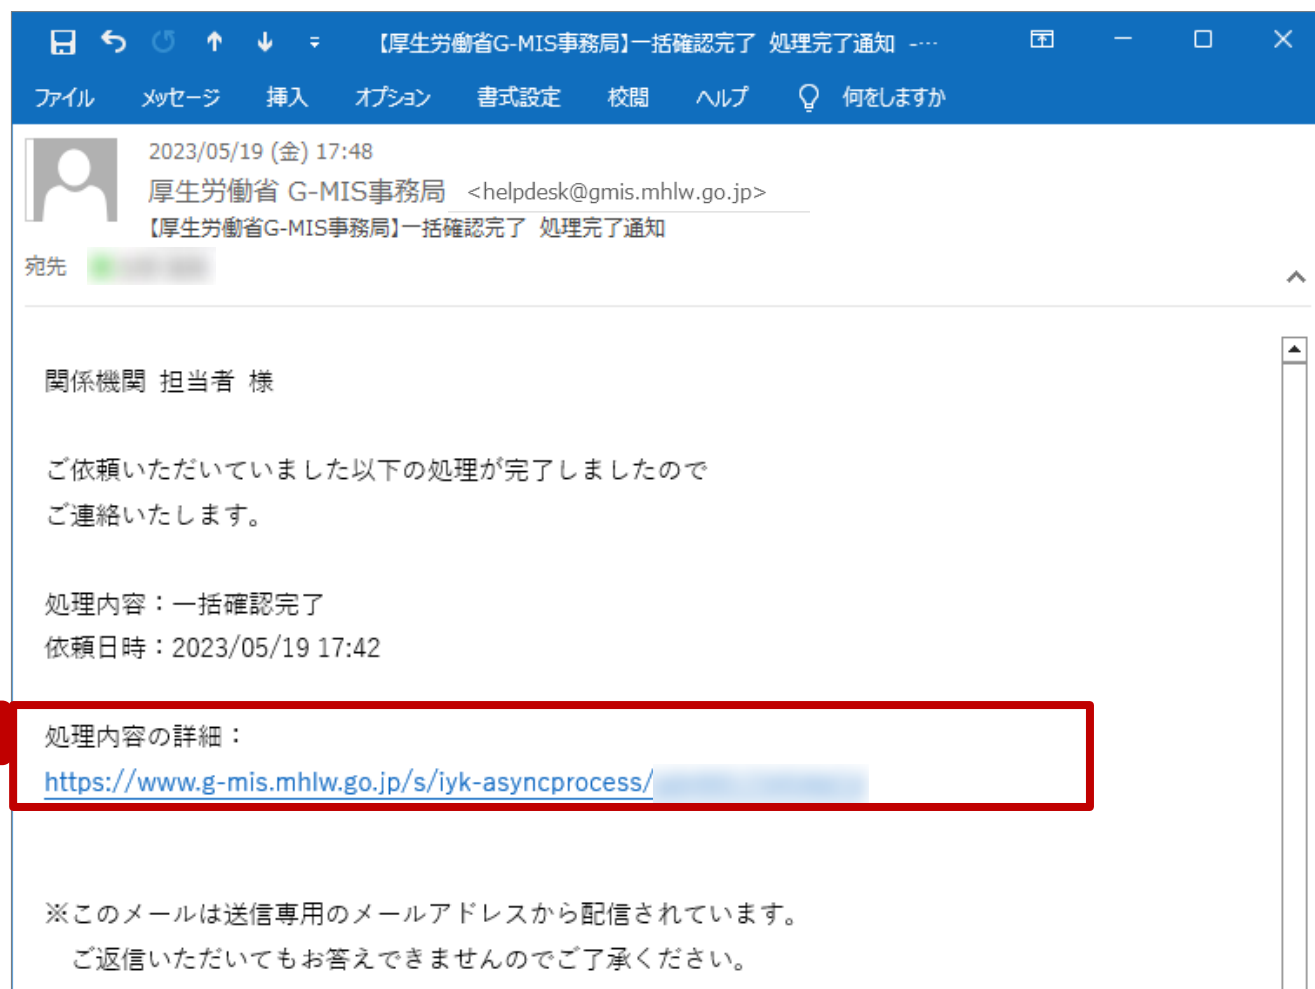 【厚生労働省G-MIS事務局】一括確認完了 処理完了通知 -…
ファイル メッセージ 挿入 オプション 書式設定 校閲 ヘルプ 何をしますか
2023/05/19 (金) 17:48
厚生労働省 G-MIS事務局 <helpdesk@gmis.mhlw.go.jp>
【厚生労働省G-MIS事務局】一括確認完了 処理完了通知
宛先
関係機関 担当者 様
ご依頼いただいていました以下の処理が完了しましたので
ご連絡いたします。
処理内容：一括確認完了
依頼日時：2023/05/19 17:42
処理内容の詳細：
https://www.g-mis.mhlw.go.jp/s/iyk-asyncprocess/
※このメールは送信専用のメールアドレスから配信されています。
ご返信いただいてもお答えできませんのでご了承ください。